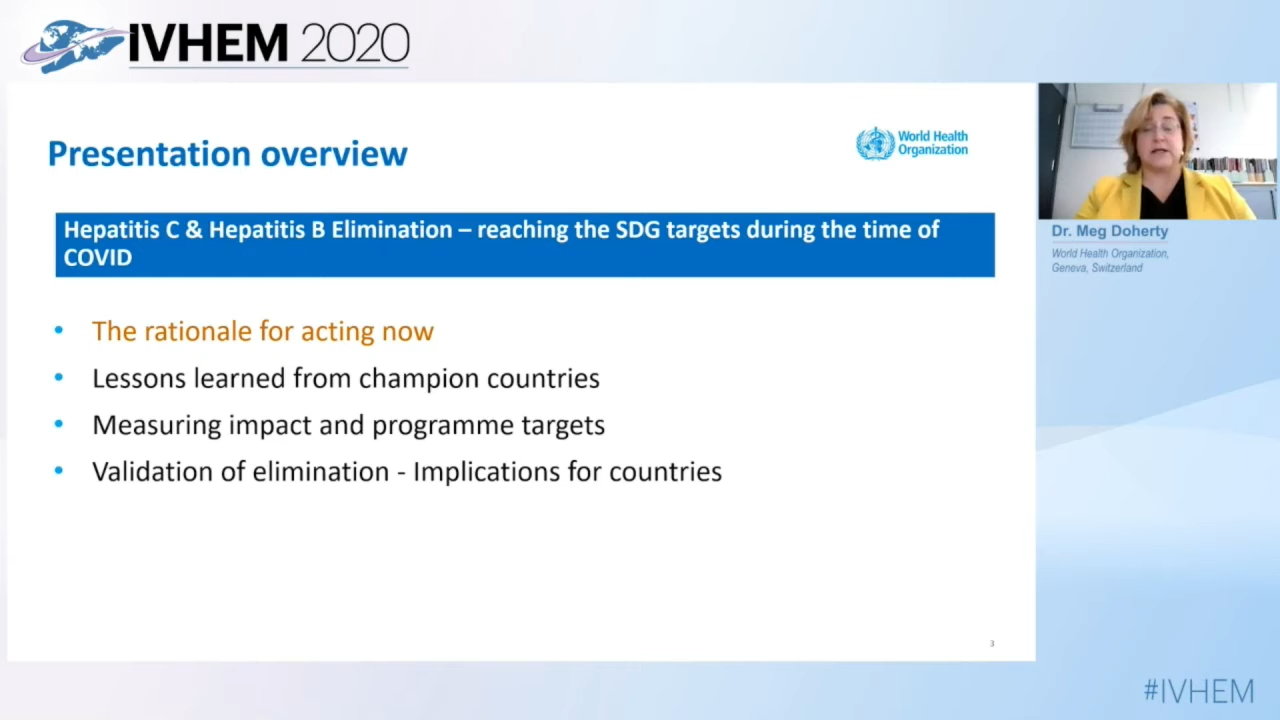 IVHEM 2020
Presentation overview
World Health
Organization
Hepatitis C & Hepatitis B Elimination – reaching the SDG targets during the time of
COVID
• The rationale for acting now
• Lessons learned from champion countries
• Measuring impact and programme targets
• Validation of elimination - Implications for countries
3
Dr. Meg Doherty
World Health Organization,
Geneva, Switzerland
#IVHEM